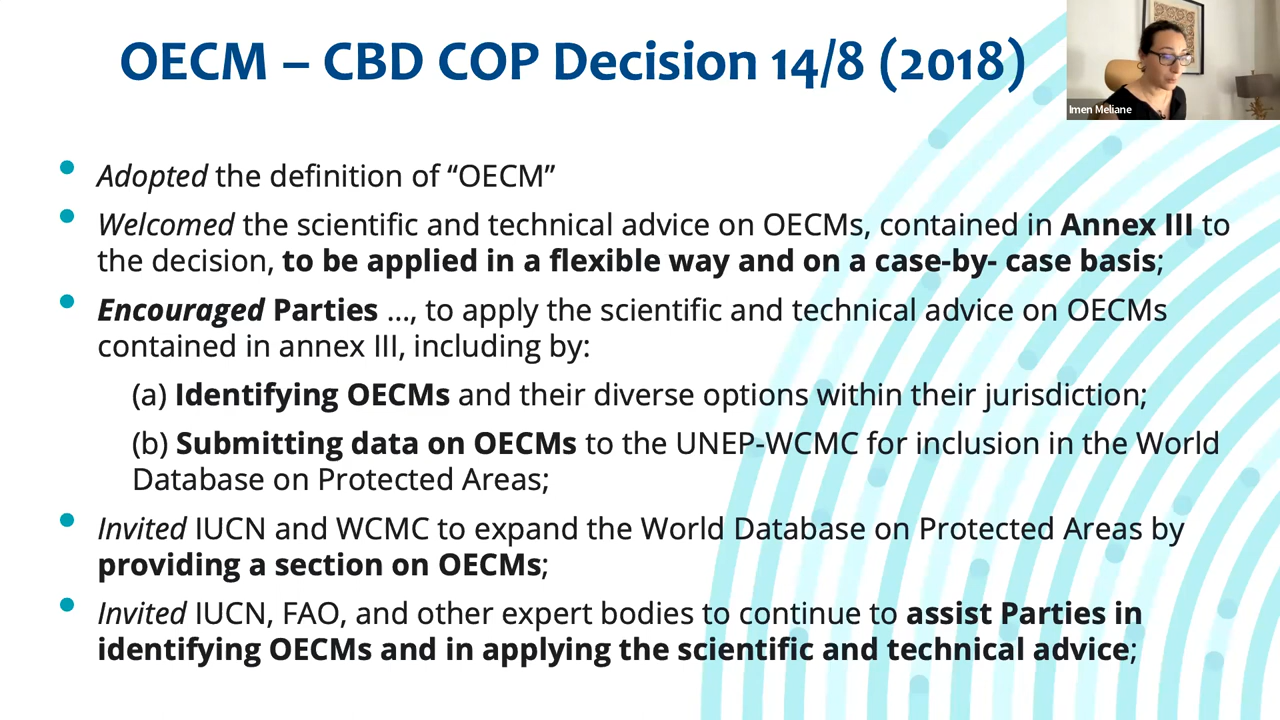 OECM – CBD COP Decision 14/8 (2018)
Imen Meliane
• Adopted the definition of “OECM”
• Welcomed the scientific and technical advice on OECMs, contained in Annex III to
the decision, to be applied in a flexible way and on a case-by- case basis;
• Encouraged Parties ..., to apply the scientific and technical advice on OECMs
contained in annex III, including by:
(a) Identifying OECMs and their diverse options within their jurisdiction;
(b) Submitting data on OECMs to the UNEP-WCMC for inclusion in the World
Database on Protected Areas;
• Invited IUCN and WCMC to expand the World Database on Protected Areas by
providing a section on OECMs;
• Invited IUCN, FAO, and other expert bodies to continue to assist Parties in
identifying OECMs and in applying the scientific and technical advice;